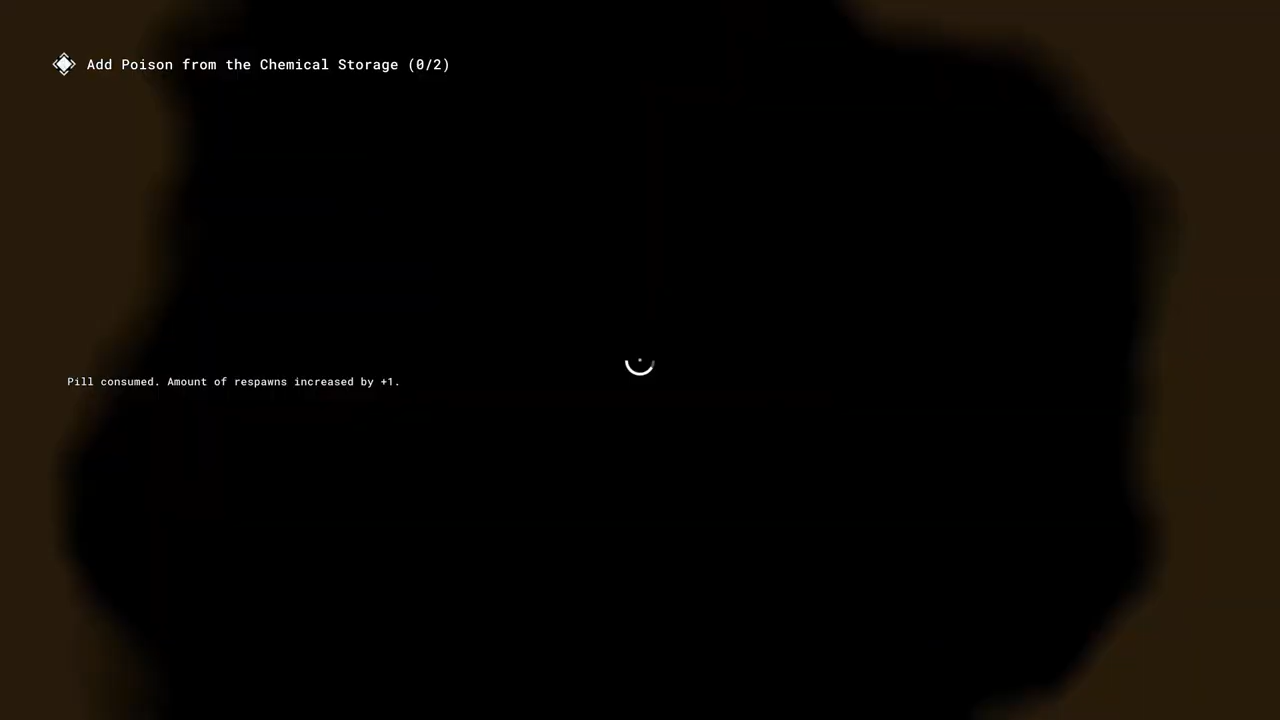 Add Poison from the Chemical Storage (0/2)
Pill consumed. Amount of respawns increased by +1.